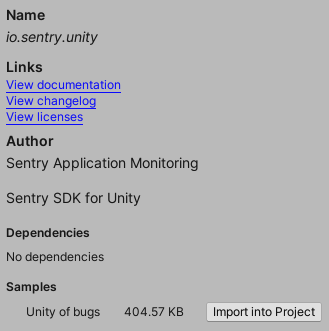 Name
io.sentry.unity
Links
View documentation
View changelog
View licenses
Author
Sentry Application Monitoring
Sentry SDK for Unity
Dependencies
No dependencies
Samples
Unity of bugs 404.57 KB Import into Project